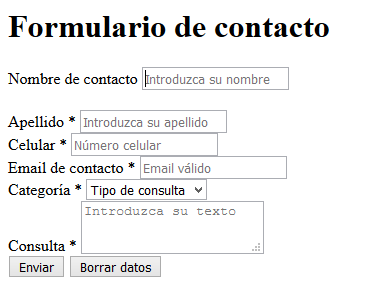 Formulario de contacto
Nombre de contacto Introduzca su nombre
Apellido * Introduzca su apellido
Celular * Número celular
Email de contacto * Email válido
Categoría * Tipo de consulta
Introduzca su texto
Consulta *
Enviar Borrar datos